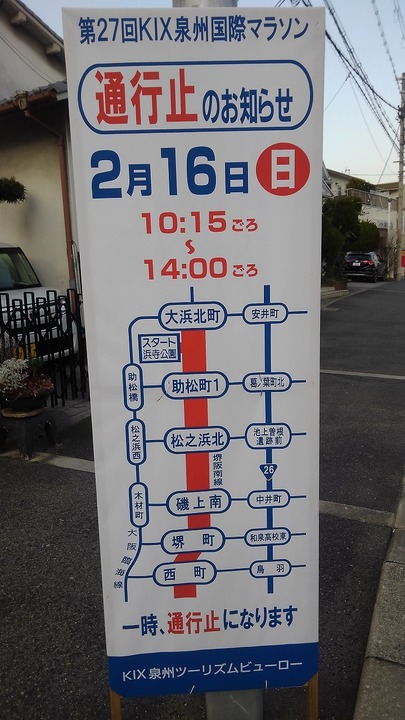 第27回KIX泉州国際マラソン
通行止のお知らせ
2月16日 日
10:15ごろ
～
14:00ごろ
大浜北町 安井町
スタート
浜寺公園
助松橋 助松町1 葛ノ葉町北
松之浜西 松之浜北 池上曽根
遺跡前
堺阪南線
26
木材町 磯上南 中井町
大阪臨海線
堺町 和泉高校東
西町 鳥羽
一時、通行止になります
KIX泉州ツーリズムビューロー